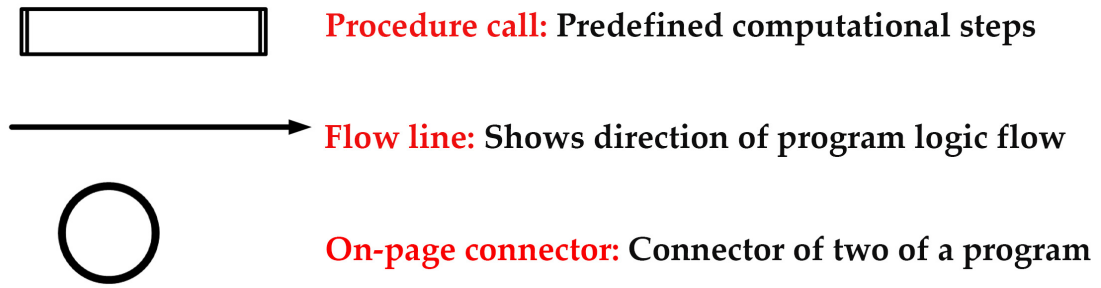 Procedure call: Predefined computational steps
Flow line: Shows direction of program logic flow
On-page connector: Connector of two of a program